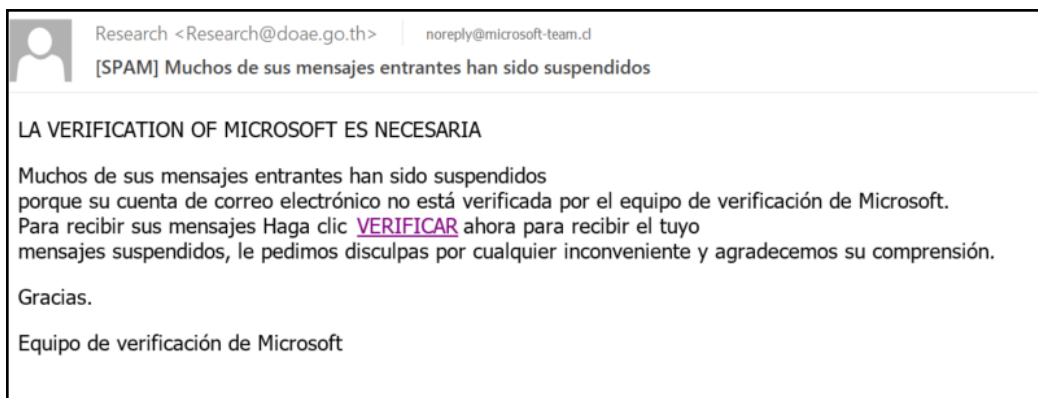 Research <Research@doae.go.th> noreply@microsoft-team.cl
[SPAM] Muchos de sus mensajes entrantes han sido suspendidos
LA VERIFICATION OF MICROSOFT ES NECESARIA
Muchos de sus mensajes entrantes han sido suspendidos
porque su cuenta de correo electrónico no está verificada por el equipo de verificación de Microsoft.
Para recibir sus mensajes Haga clic VERIFICAR ahora para recibir el tuyo
mensajes suspendidos, le pedimos disculpas por cualquier inconveniente y agradecemos su comprensión.
Gracias.
Equipo de verificación de Microsoft